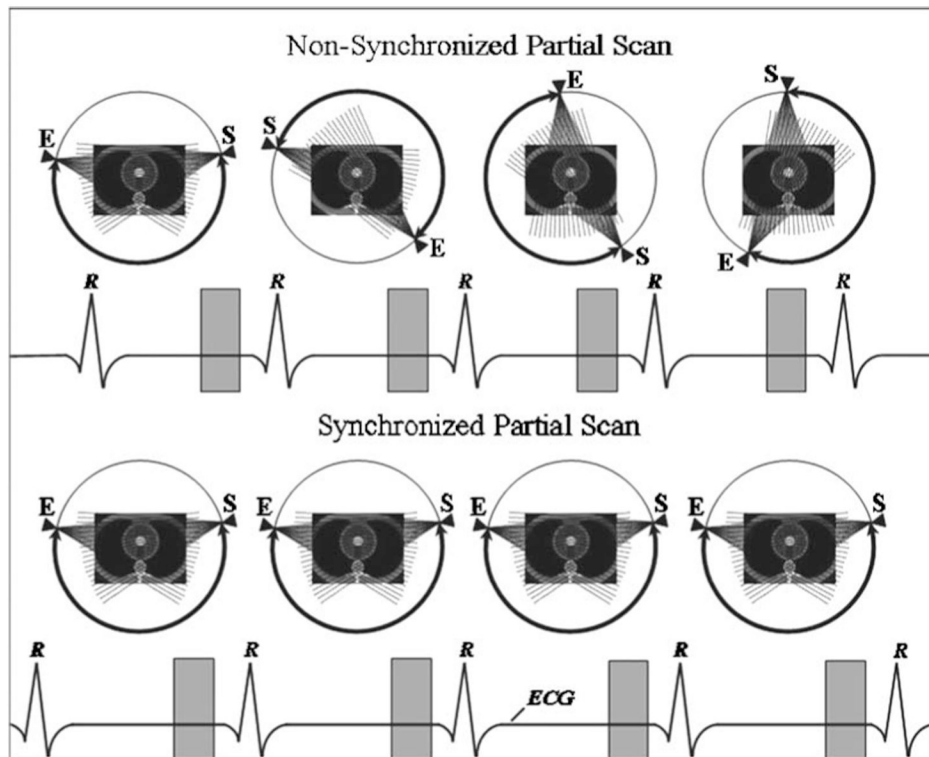 Non-Synchronized Partial Scan
E S
S E
E S
S E
R R R R R
Synchronized Partial Scan
E S E S E S E S
R R R R R
ECG